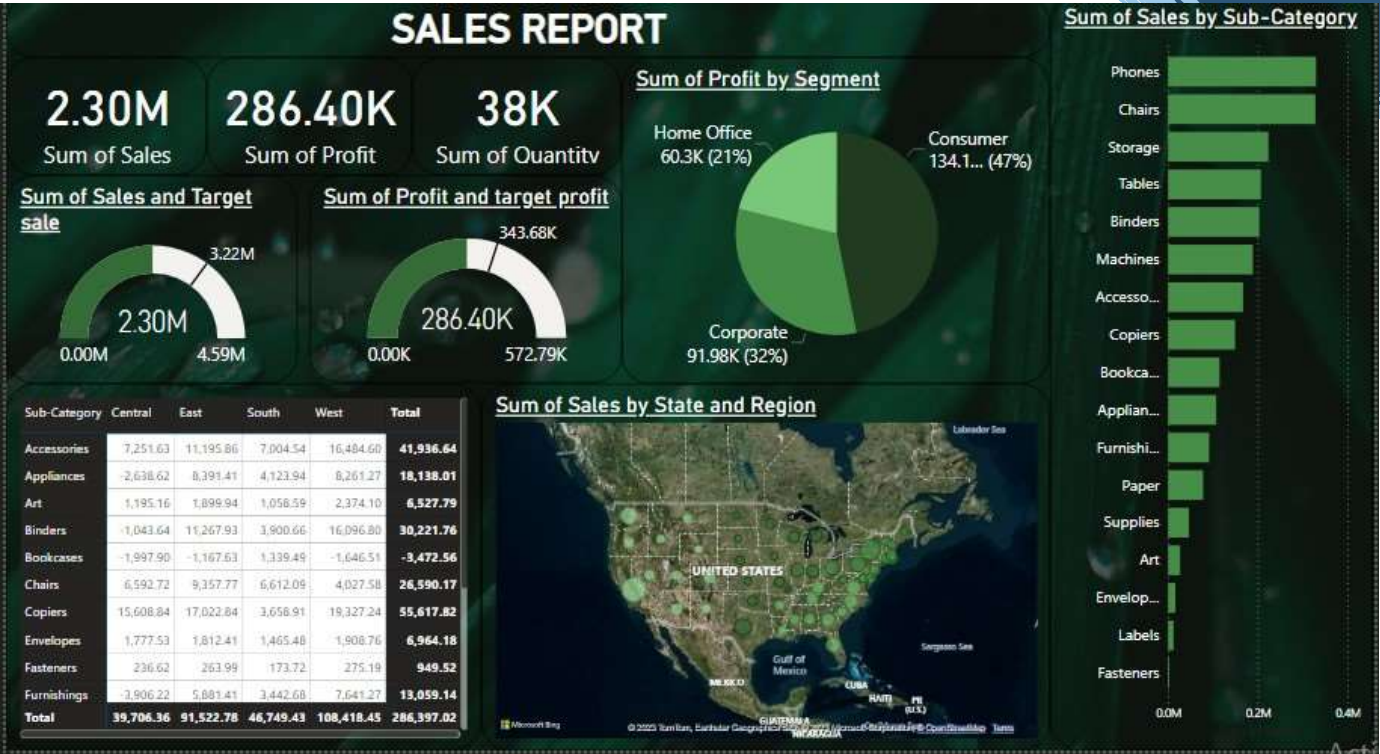 SALES REPORT
2.30M
Sum of Sales
286.40K
Sum of Profit
38K
Sum of Quantity
Sum of Sales and Target
sale
3.22M
2.30M
0.00M
4.59M
Sum of Profit and target profit
343.68K
286.40K
0.00K
572.79K
Sum of Profit by Segment
Home Office
60.3K (21%)
Consumer
134.1... (47%)
Corporate
91.98K (32%)
Sub-Category Central East South West Total
Accessories 7,251.63 11,195.86 7,004.54 16,484.60 41,936.64
Appliances -2,638.62 8,391.41 4,123.94 8,261.27 18,138.01
Art 1,195.16 1,899.94 1,058.59 2,374.10 6,527.79
Binders -1,043.64 11,267.93 3,900.66 16,096.80 30,221.76
Bookcases -1,997.90 -1,167.63 1,339.49 -1,646.51 -3,472.56
Chairs 6,592.72 9,357.77 6,612.09 4,027.58 26,590.17
Copiers 15,608.84 17,022.84 3,658.91 19,327.24 55,617.82
Envelopes 1,777.53 1,812.41 1,465.48 1,908.76 6,964.18
Fasteners 236.62 263.99 173.72 275.19 949.52
Furnishings -3,906.22 5,881.41 3,442.68 7,641.27 13,059.14
Total 39,706.36 91,522.78 46,749.43 108,418.45 286,397.02
Sum of Sales by State and Region
Labrador Sea
UNITED STATES
Sargasso Sea
Gulf of
Mexico
MEXICO
CUBA
HAITI
PR
(U.S.)
GUATEMALA
NICARAGUA
Microsoft Bing
© 2023 TomTom, Earthstar Geographics © 2023 Microsoft Corporation © OpenStreetMap Terms
Sum of Sales by Sub-Category
Phones
Chairs
Storage
Tables
Binders
Machines
Accesso...
Copiers
Bookca...
Applian...
Furnishi...
Paper
Supplies
Art
Envelop...
Labels
Fasteners
0.0M 0.2M 0.4M